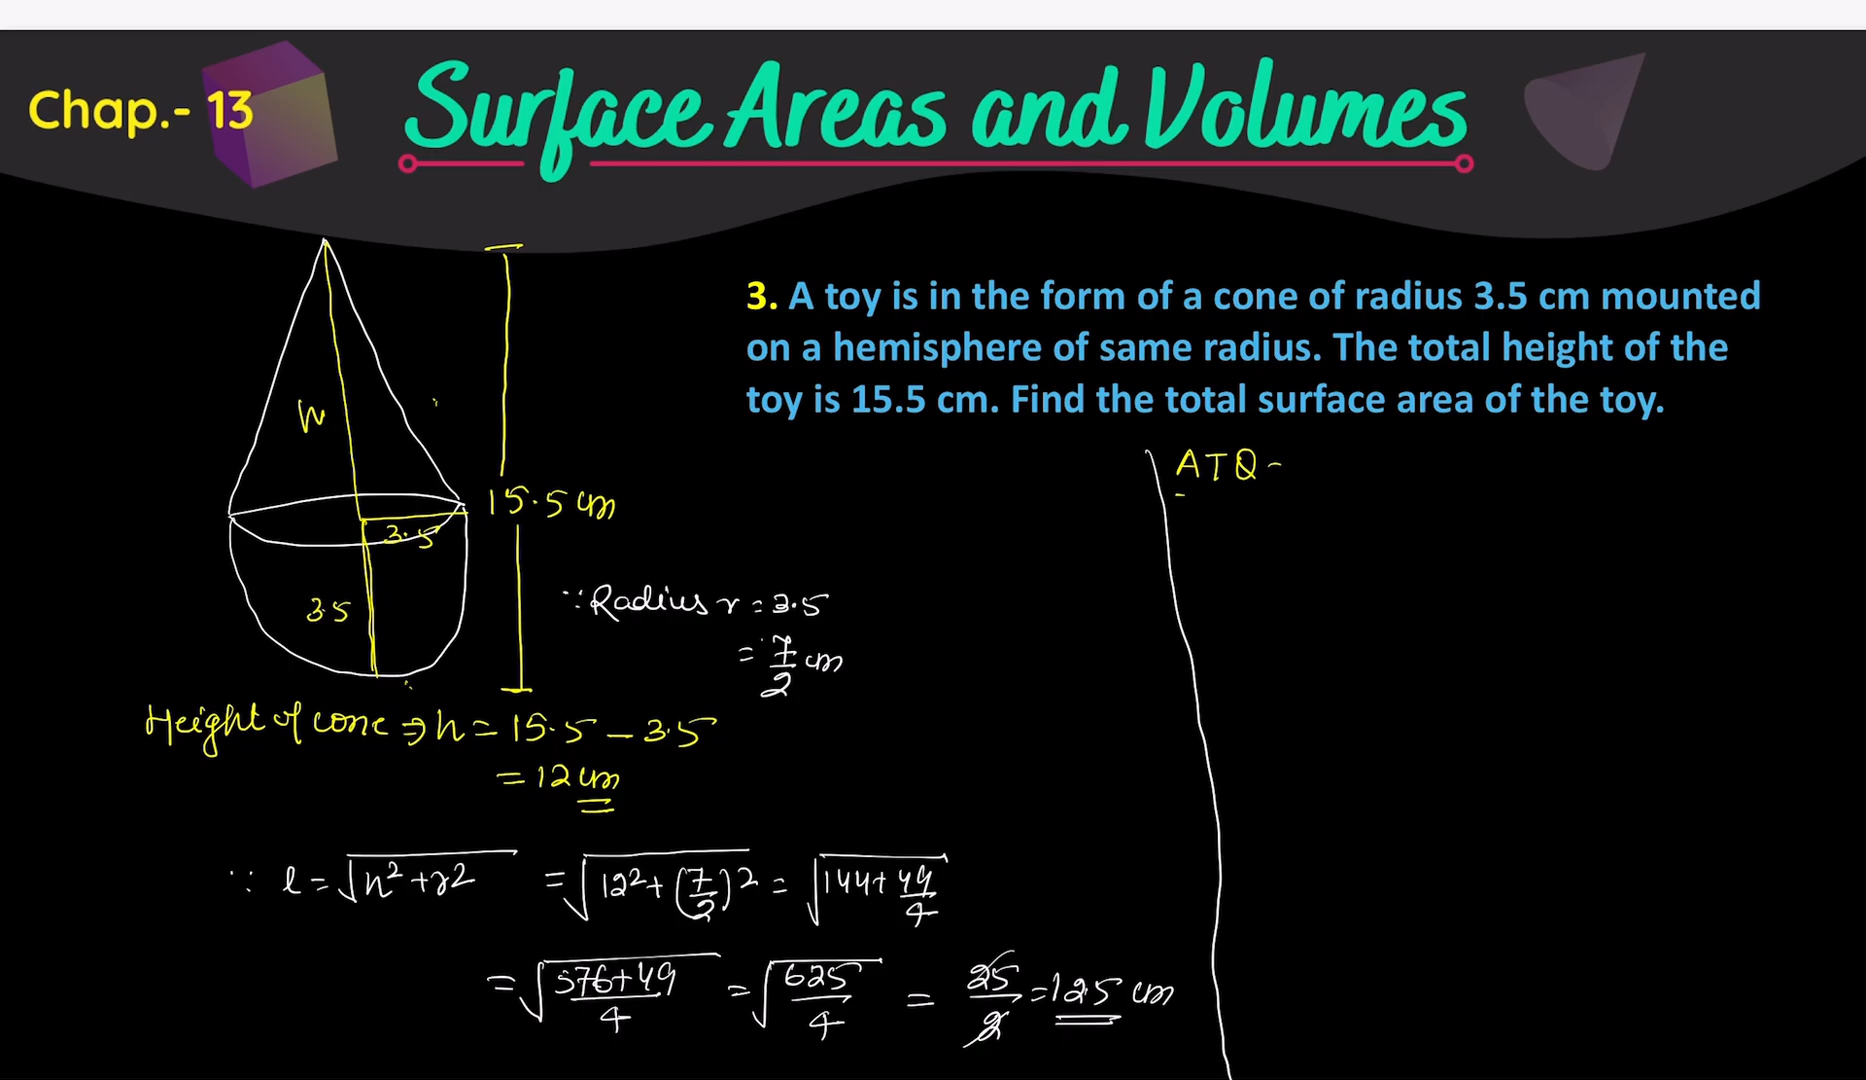 Chap.- 13
Surface Areas and Volumes
3. A toy is in the form of a cone of radius 3.5 cm mounted
on a hemisphere of same radius. The total height of the
toy is 15.5 cm. Find the total surface area of the toy.
h
15.5 cm
3.5
3.5
∵ Radius r = 3.5
= 7/2 cm
Height of cone ⇒ h = 15.5 – 3.5
= 12 cm
∵ l = √(h² + r²) = √(12² + (7/2)²) = √(144 + 49/4)
= √((576+49)/4) = √(625/4) = 25/2 = 12.5 cm
ATQ -